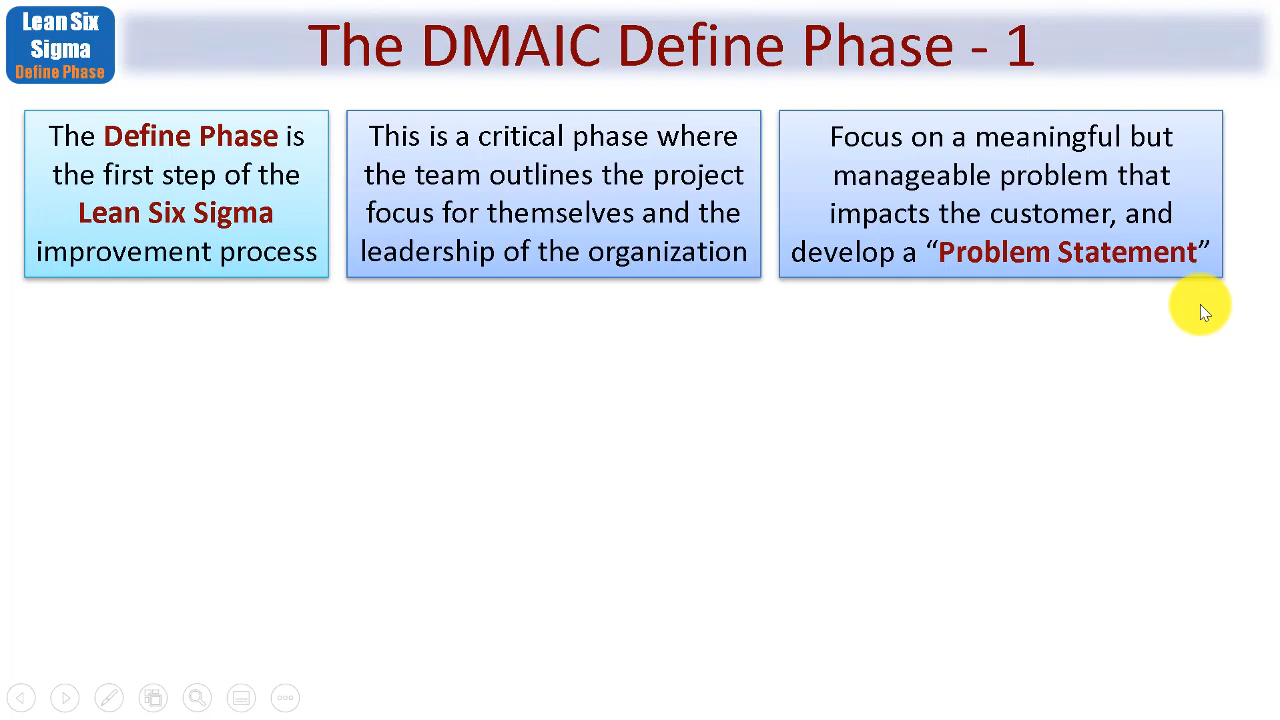 Lean Six
Sigma
Define Phase
The DMAIC Define Phase - 1
The Define Phase is
the first step of the
Lean Six Sigma
improvement process
This is a critical phase where
the team outlines the project
focus for themselves and the
leadership of the organization
Focus on a meaningful but
manageable problem that
impacts the customer, and
develop a “Problem Statement”